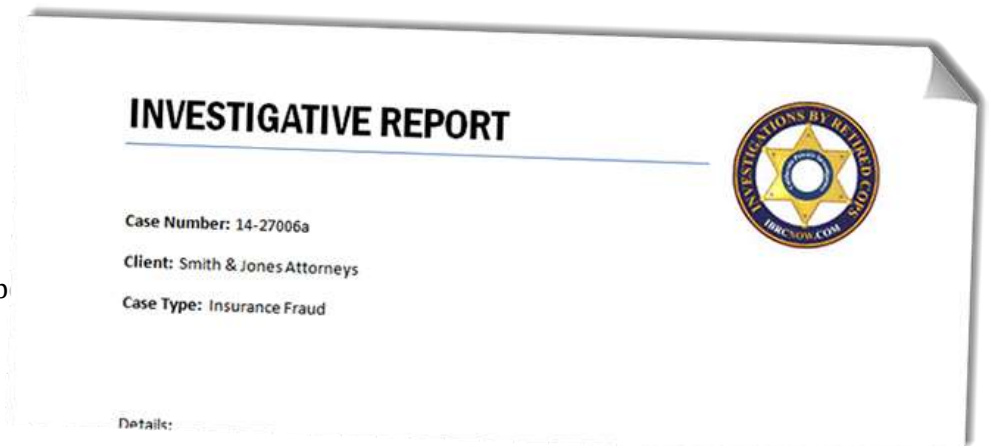 INVESTIGATIVE REPORT
INVESTIGATIONS BY RETIRED COPS
IBRCNOW.COM
Case Number: 14-27006a
Client: Smith & Jones Attorneys
Case Type: Insurance Fraud
Details: